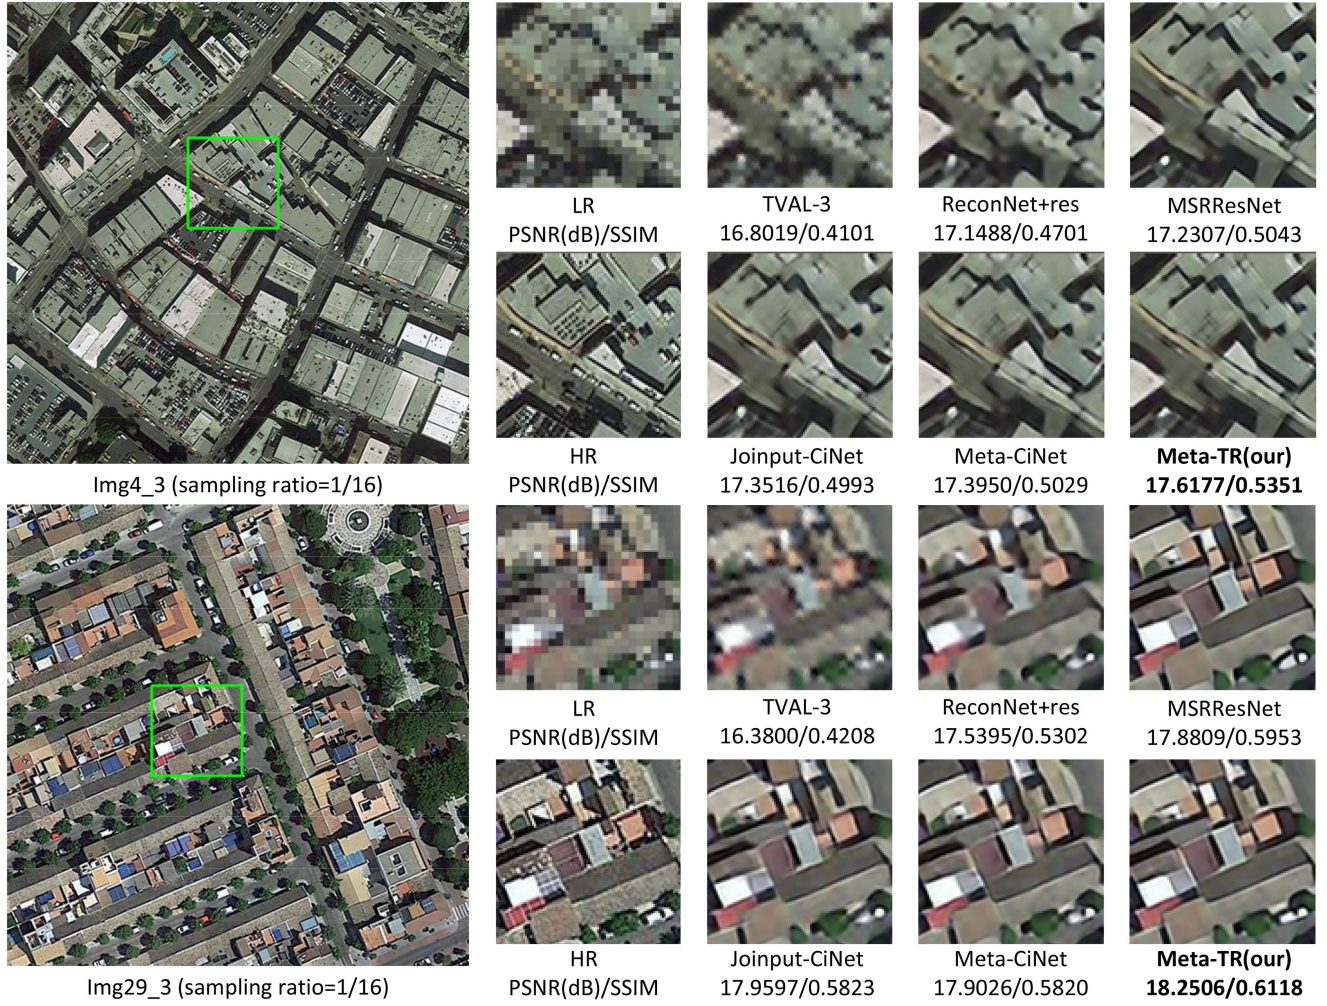 LR
PSNR(dB)/SSIM
TVAL-3
16.8019/0.4101
ReconNet+res
17.1488/0.4701
MSRResNet
17.2307/0.5043
HR
PSNR(dB)/SSIM
Joinput-CiNet
17.3516/0.4993
Meta-CiNet
17.3950/0.5029
Meta-TR(our)
17.6177/0.5351
Img4_3 (sampling ratio=1/16)
LR
PSNR(dB)/SSIM
TVAL-3
16.3800/0.4208
ReconNet+res
17.5395/0.5302
MSRResNet
17.8809/0.5953
HR
PSNR(dB)/SSIM
Joinput-CiNet
17.9597/0.5823
Meta-CiNet
17.9026/0.5820
Meta-TR(our)
18.2506/0.6118
Img29_3 (sampling ratio=1/16)